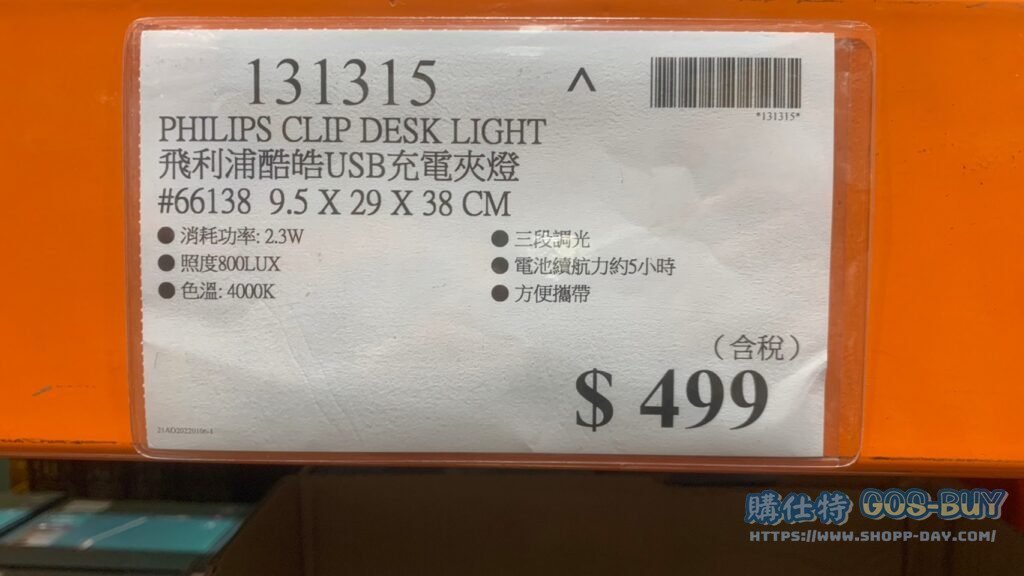 131315
^
*131315*
PHILIPS CLIP DESK LIGHT
飛利浦酷皓USB充電夾燈
#66138 9.5 X 29 X 38 CM
● 消耗功率: 2.3W
● 照度800LUX
● 色溫: 4000K
● 三段調光
● 電池續航力約5小時
● 方便攜帶
（含稅）
$ 499
21AO20220106-1
購仕特 GOS-BUY
HTTPS://WWW.SHOPP-DAY.COM/